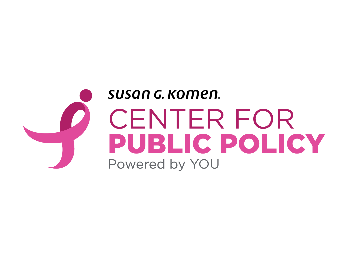 susan g. komen.
CENTER FOR
PUBLIC POLICY
Powered by YOU